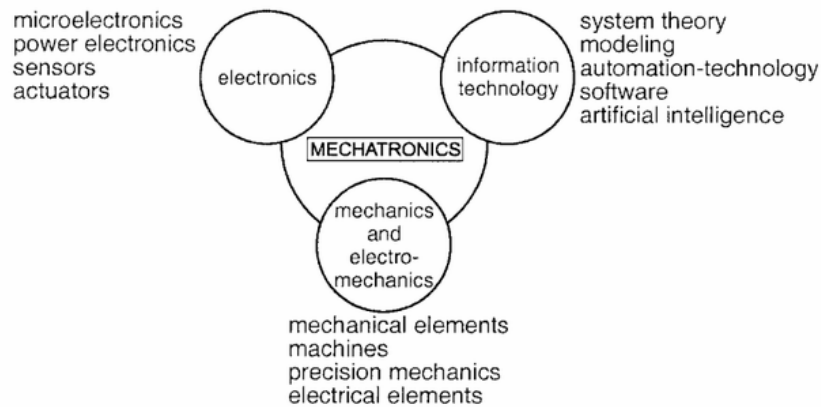 microelectronics
power electronics
sensors
actuators
electronics
information
technology
system theory
modeling
automation-technology
software
artificial intelligence
MECHATRONICS
mechanics
and
electro-
mechanics
mechanical elements
machines
precision mechanics
electrical elements